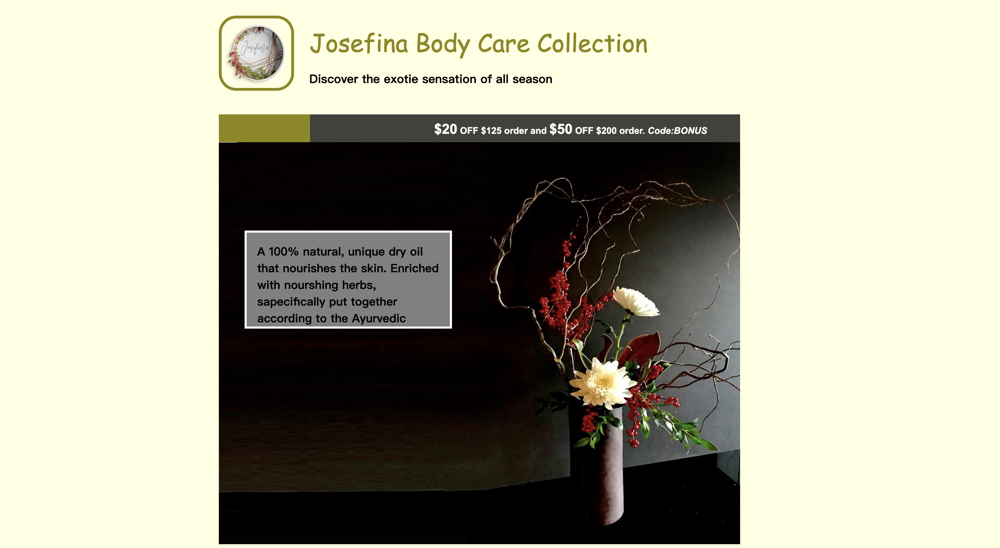 Josefina
Josefina Body Care Collection
Discover the exotie sensation of all season
$20 OFF $125 order and $50 OFF $200 order. Code:BONUS
A 100% natural, unique dry oil
that nourishes the skin. Enriched
with nourshing herbs,
sapecifically put together
according to the Ayurvedic